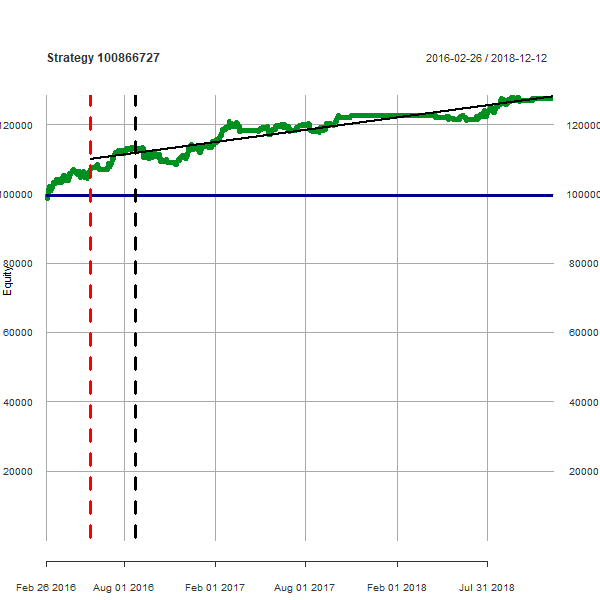 Strategy 100866727 2016-02-26 / 2018-12-12
120000 120000
100000 100000
80000 80000
Equity
60000 60000
40000 40000
20000 20000
Feb 26 2016 Aug 01 2016 Feb 01 2017 Aug 01 2017 Feb 01 2018 Jul 31 2018